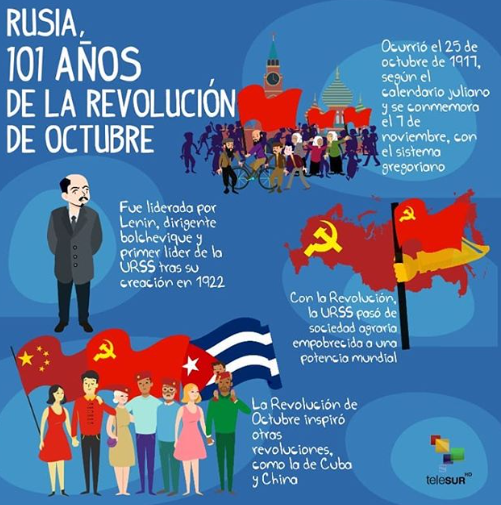 RUSIA,
101 AÑOS
DE LA REVOLUCIÓN
DE OCTUBRE
Ocurrió el 25 de
octubre de 1917,
según el
calendario juliano
y se conmemora
el 7 de
noviembre, con
el sistema
gregoriano
Fue liderada por
Lenin, dirigente
bolchevique y
primer líder de la
URSS tras su
creación en 1922
Con la Revolución,
la URSS pasó de
sociedad agraria
empobrecida a una
potencia mundial
La Revolución de
Octubre inspiró
otras
revoluciones,
como la de Cuba
y China
teleSUR HD